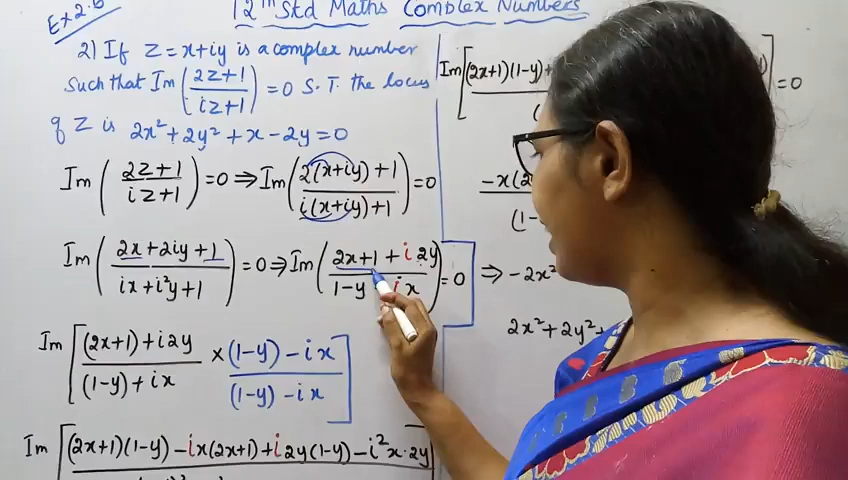 Ex 2.6
12th Std Maths Complex Numbers
2) If z = x+iy is a complex number
Such that Im (2z+1 / iz+1) = 0 S.T. the locus
of z is 2x² + 2y² + x - 2y = 0
Im (2z+1 / iz+1) = 0 ⇒ Im (2(x+iy)+1 / i(x+iy)+1) = 0
Im (2x + 2iy + 1 / ix + i²y + 1) = 0 ⇒ Im (2x+1 + i 2y / 1-y ix) = 0
Im [(2x+1) + i2y / (1-y) + ix × (1-y) - ix / (1-y) - ix]
Im [(2x+1)(1-y) - ix(2x+1) + i2y(1-y) - i²x·2y]
Im [(2x+1)(1-y)+ = 0
-x(2
(1-
⇒ -2x²
2x² + 2y² +